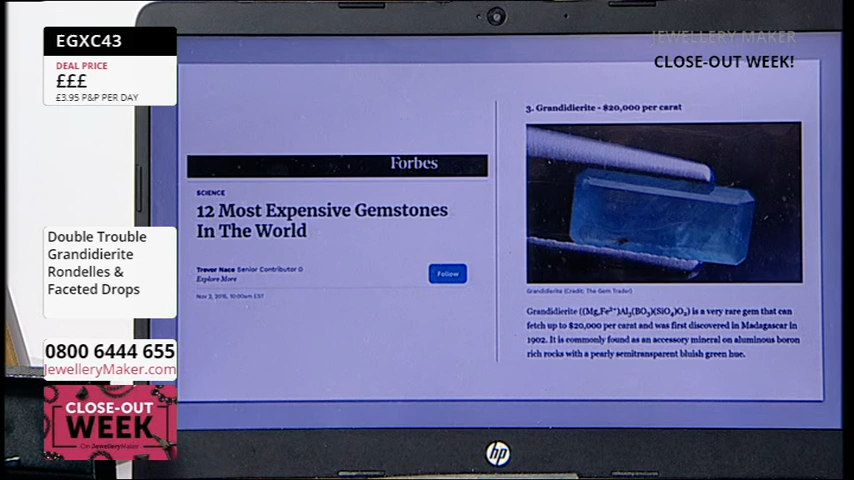 EGXC43
DEAL PRICE
£££
£3.95 P&P PER DAY
JEWELLERY MAKER
CLOSE-OUT WEEK!
Forbes
SCIENCE
12 Most Expensive Gemstones
In The World
Trevor Nace Senior Contributor
Explore More
Follow
Nov 2, 2015, 10:00am EST
3. Grandidierite - $20,000 per carat
Grandidierite (Credit: The Gem Trader)
Grandidierite ((Mg,Fe²⁺)Al₃(BO₃)(SiO₄)O₂) is a very rare gem that can
fetch up to $20,000 per carat and was first discovered in Madagascar in
1902. It is commonly found as an accessory mineral on aluminous boron
rich rocks with a pearly semitransparent bluish green hue.
Double Trouble
Grandidierite
Rondelles &
Faceted Drops
0800 6444 655
JewelleryMaker.com
CLOSE-OUT
WEEK
On JewelleryMaker
hp